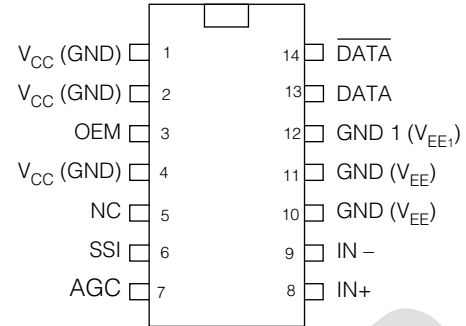 V_CC (GND) 1 14 D̅A̅T̅A̅
V_CC (GND) 2 13 DATA
OEM 3 12 GND 1 (V_EE1)
V_CC (GND) 4 11 GND (V_EE)
NC 5 10 GND (V_EE)
SSI 6 9 IN –
AGC 7 8 IN+